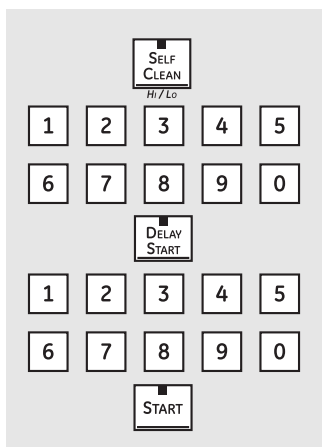 SELF
CLEAN
HI / LO
1 2 3 4 5
6 7 8 9 0
DELAY
START
1 2 3 4 5
6 7 8 9 0
START